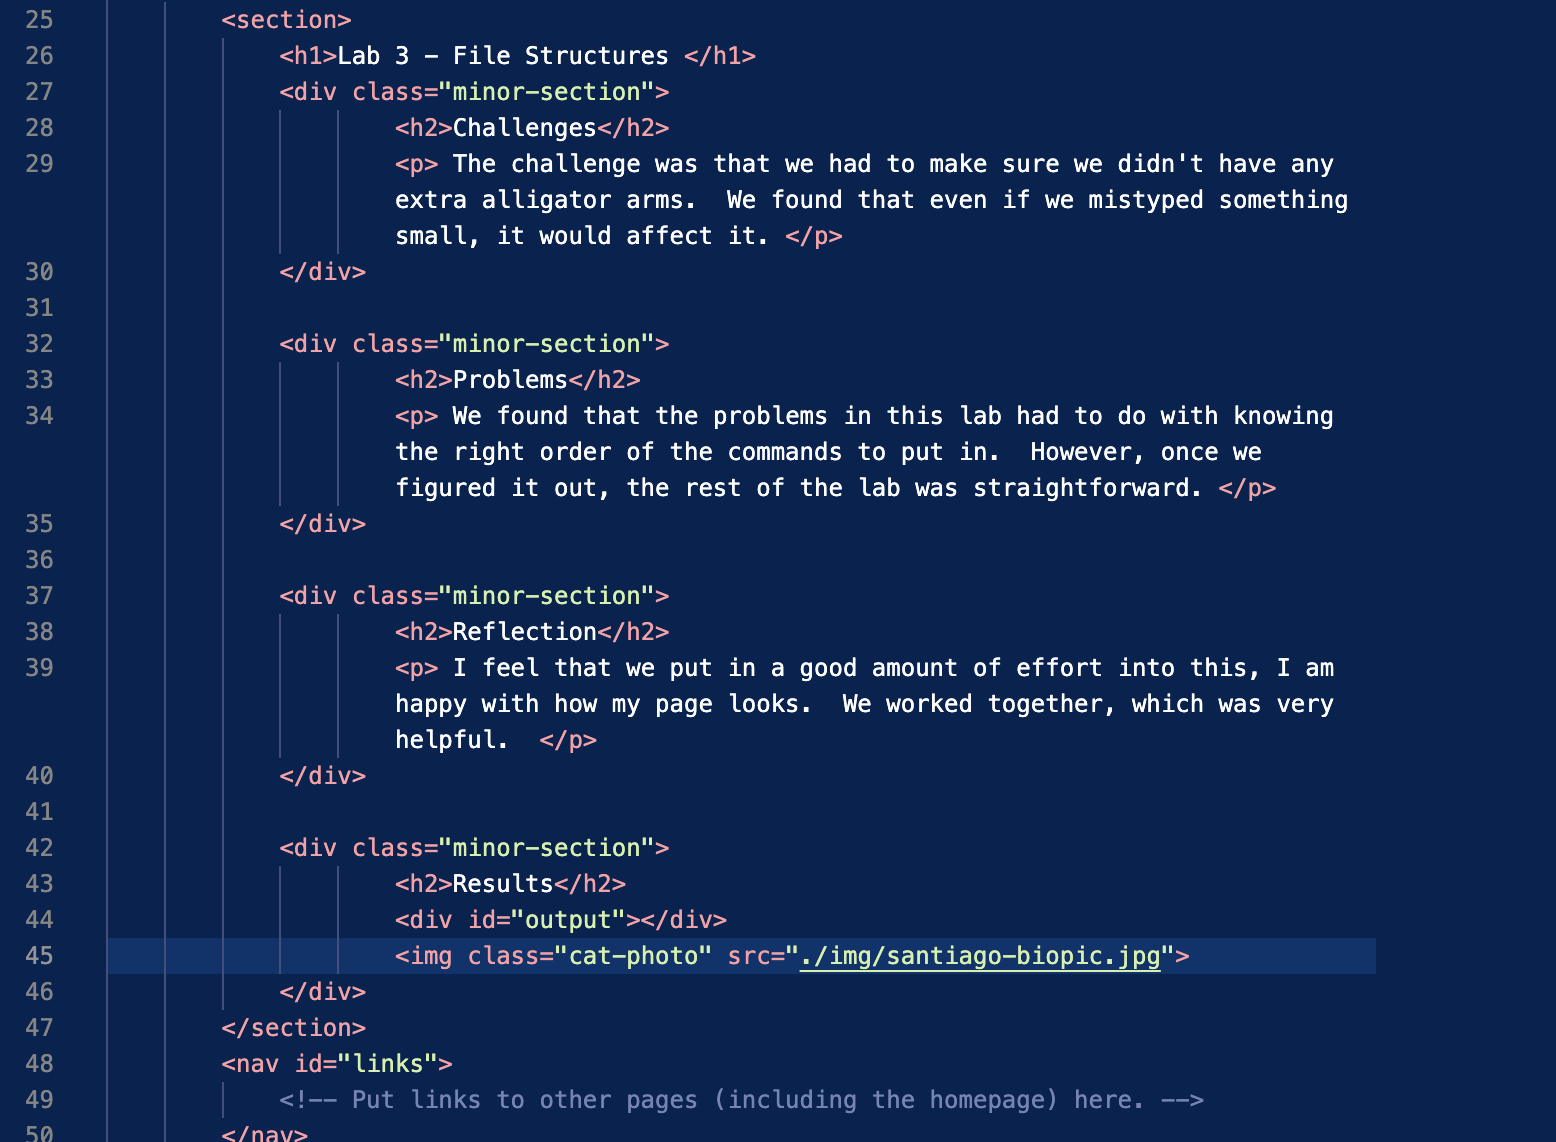 25 <section>
26 <h1>Lab 3 - File Structures </h1>
27 <div class="minor-section">
28 <h2>Challenges</h2>
29 <p> The challenge was that we had to make sure we didn't have any
extra alligator arms.  We found that even if we mistyped something
small, it would affect it. </p>
30 </div>
31
32 <div class="minor-section">
33 <h2>Problems</h2>
34 <p> We found that the problems in this lab had to do with knowing
the right order of the commands to put in.  However, once we
figured it out, the rest of the lab was straightforward. </p>
35 </div>
36
37 <div class="minor-section">
38 <h2>Reflection</h2>
39 <p> I feel that we put in a good amount of effort into this, I am
happy with how my page looks.  We worked together, which was very
helpful.  </p>
40 </div>
41
42 <div class="minor-section">
43 <h2>Results</h2>
44 <div id="output"></div>
45 <img class="cat-photo" src="./img/santiago-biopic.jpg">
46 </div>
47 </section>
48 <nav id="links">
49 <!-- Put links to other pages (including the homepage) here. -->
50 </nav>